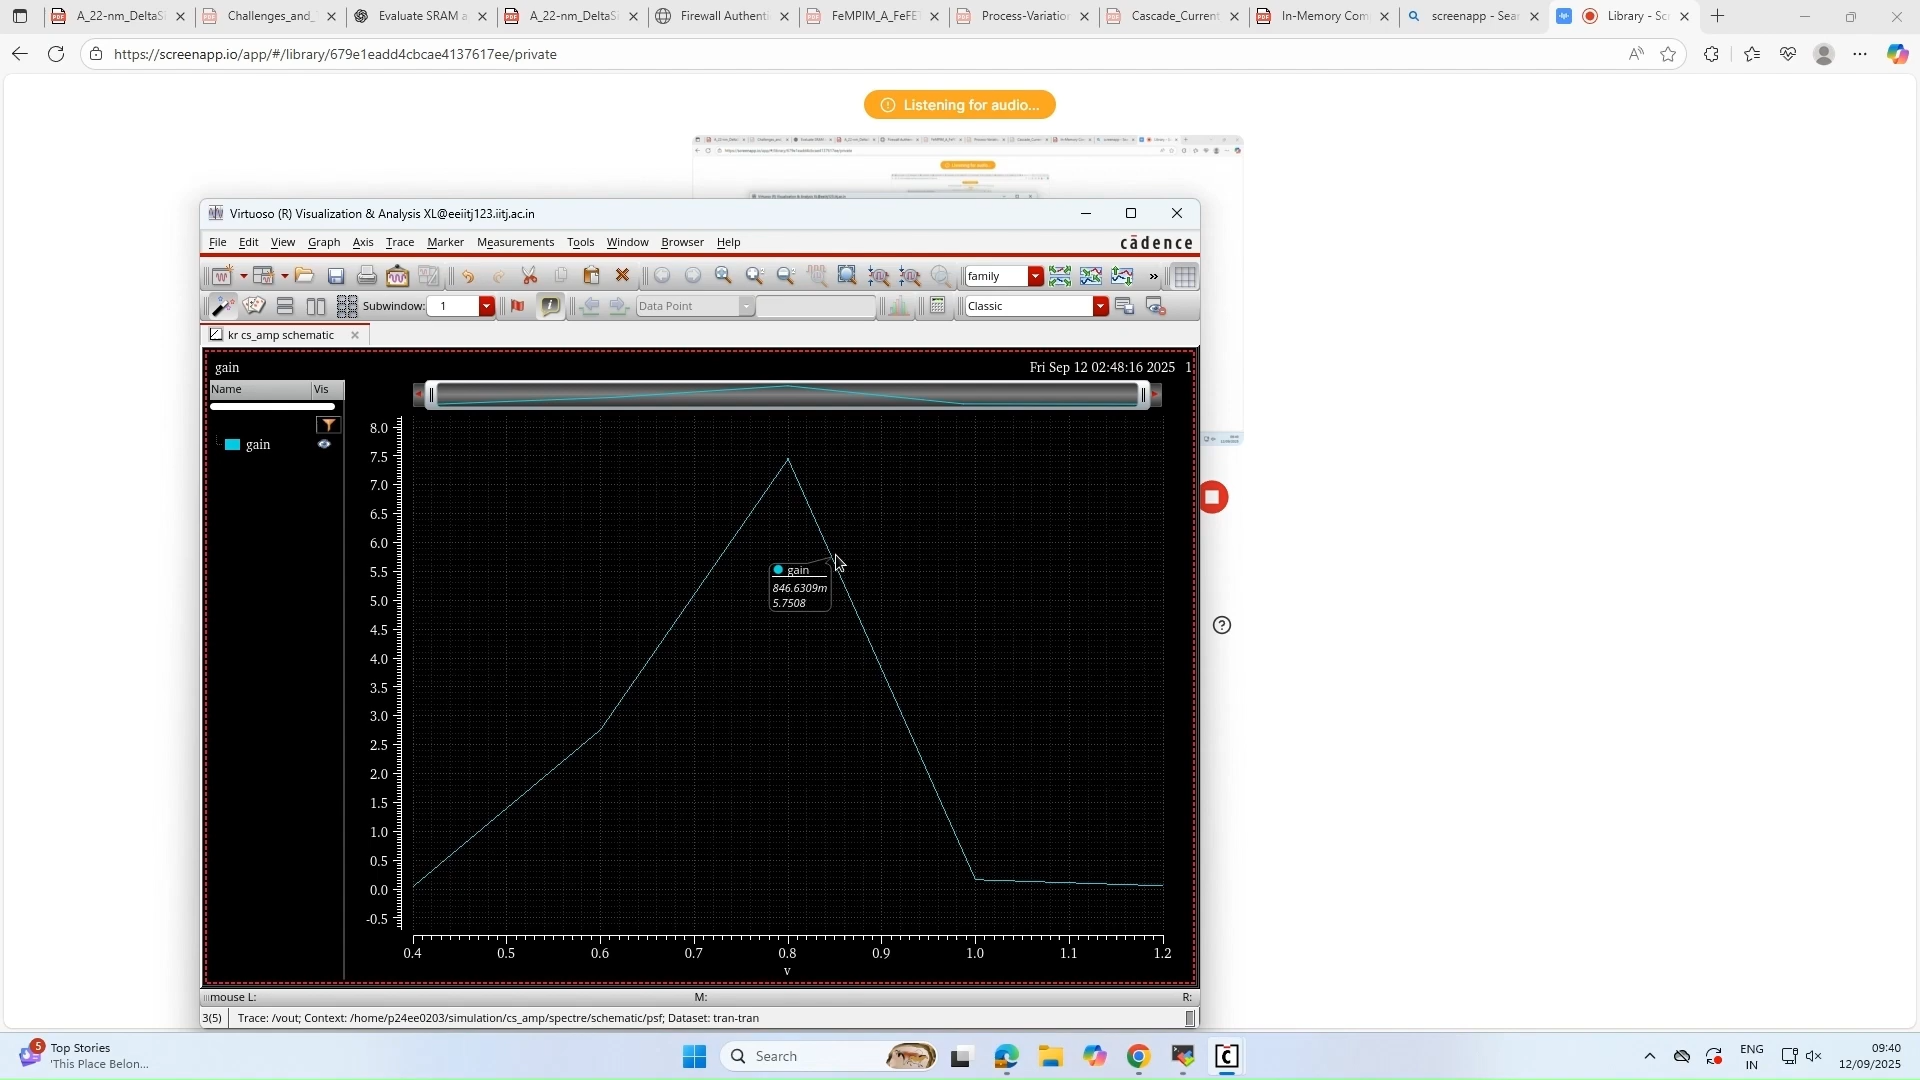 A_22-nm_DeltaSi
Challenges_and_
Evaluate SRAM a
A_22-nm_DeltaSi
Firewall Authenti
FeMPIM_A_FeFE
Process-Variation
Cascade_Current
In-Memory Com
screenapp - Sear
Library - Scr
https://screenapp.io/app/#/library/679e1eadd4cbcae4137617ee/private
Listening for audio...
Virtuoso (R) Visualization & Analysis XL@eeiitj123.iitj.ac.in
File Edit View Graph Axis Trace Marker Measurements Tools Window Browser Help
cādence
family
Subwindow: 1
Data Point
Classic
kr cs_amp schematic
gain
Fri Sep 12 02:48:16 2025 1
Name Vis
gain
8.0
7.5
7.0
6.5
6.0
5.5
5.0
4.5
4.0
3.5
3.0
2.5
2.0
1.5
1.0
0.5
0.0
-0.5
gain
846.6309m
5.7508
0.4 0.5 0.6 0.7 0.8 0.9 1.0 1.1 1.2
v
mouse L: M: R:
3(5) Trace: /vout; Context: /home/p24ee0203/simulation/cs_amp/spectre/schematic/psf; Dataset: tran-tran
5
Top Stories
'This Place Belon...
Search
ENG
IN
09:40
12/09/2025